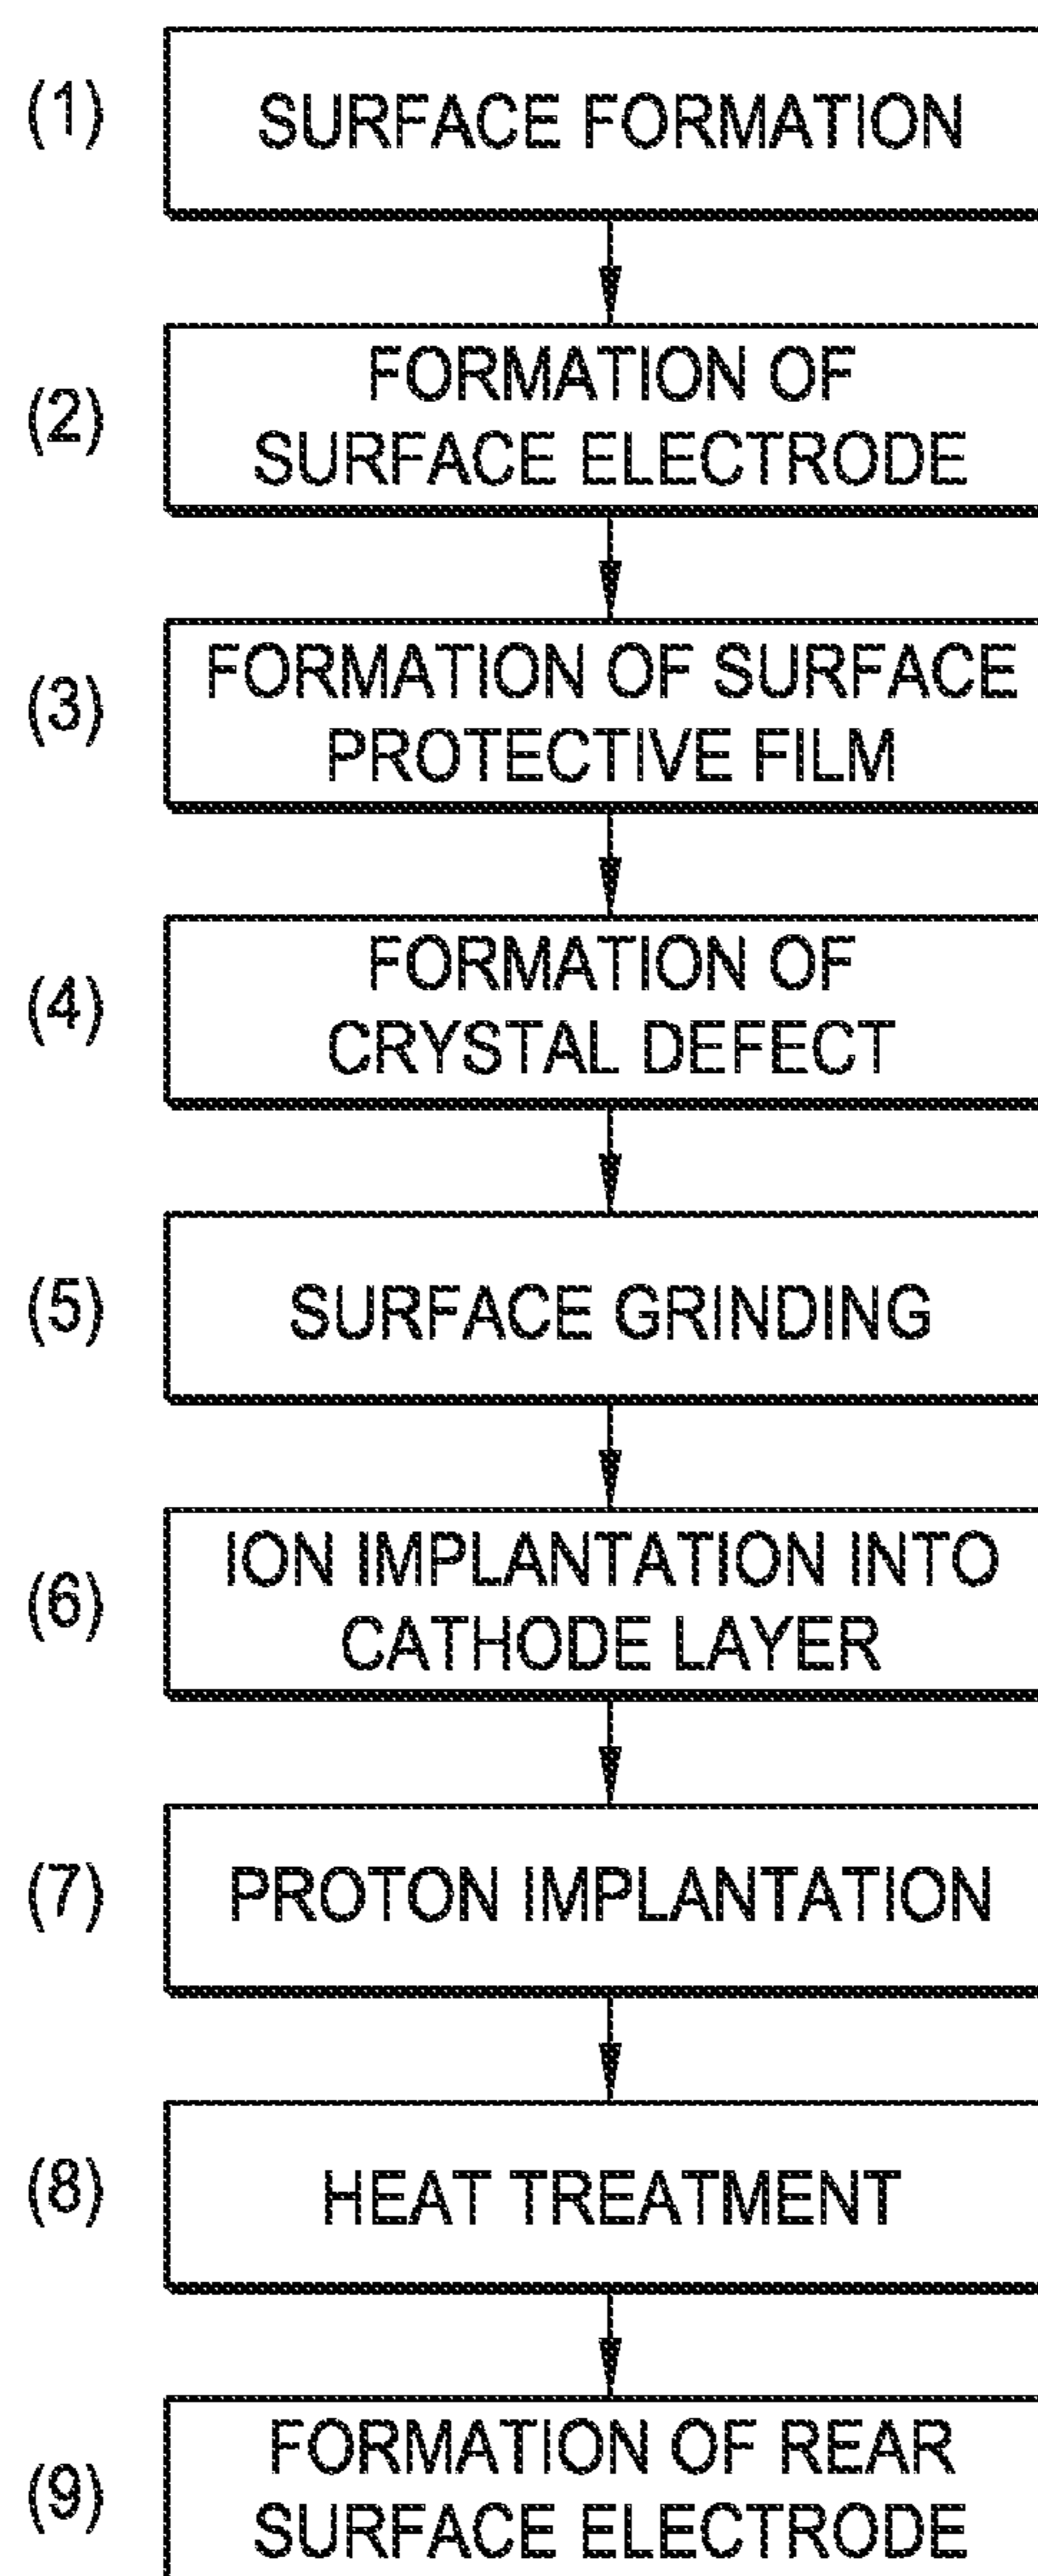 (1) SURFACE FORMATION
(2) FORMATION OF
SURFACE ELECTRODE
(3) FORMATION OF SURFACE
PROTECTIVE FILM
(4) FORMATION OF
CRYSTAL DEFECT
(5) SURFACE GRINDING
(6) ION IMPLANTATION INTO
CATHODE LAYER
(7) PROTON IMPLANTATION
(8) HEAT TREATMENT
(9) FORMATION OF REAR
SURFACE ELECTRODE